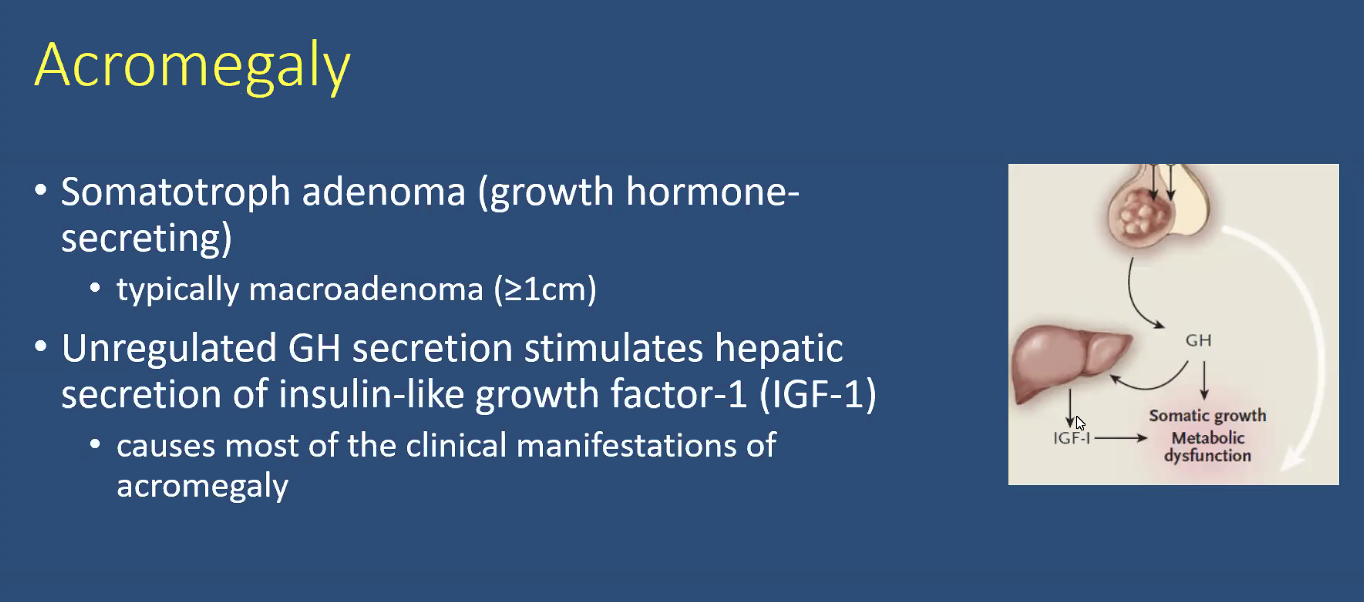 Acromegaly
• Somatotroph adenoma (growth hormone-
secreting)
• typically macroadenoma (≥1cm)
• Unregulated GH secretion stimulates hepatic
secretion of insulin-like growth factor-1 (IGF-1)
• causes most of the clinical manifestations of
acromegaly
GH
Somatic growth
IGF-I
Metabolic
dysfunction